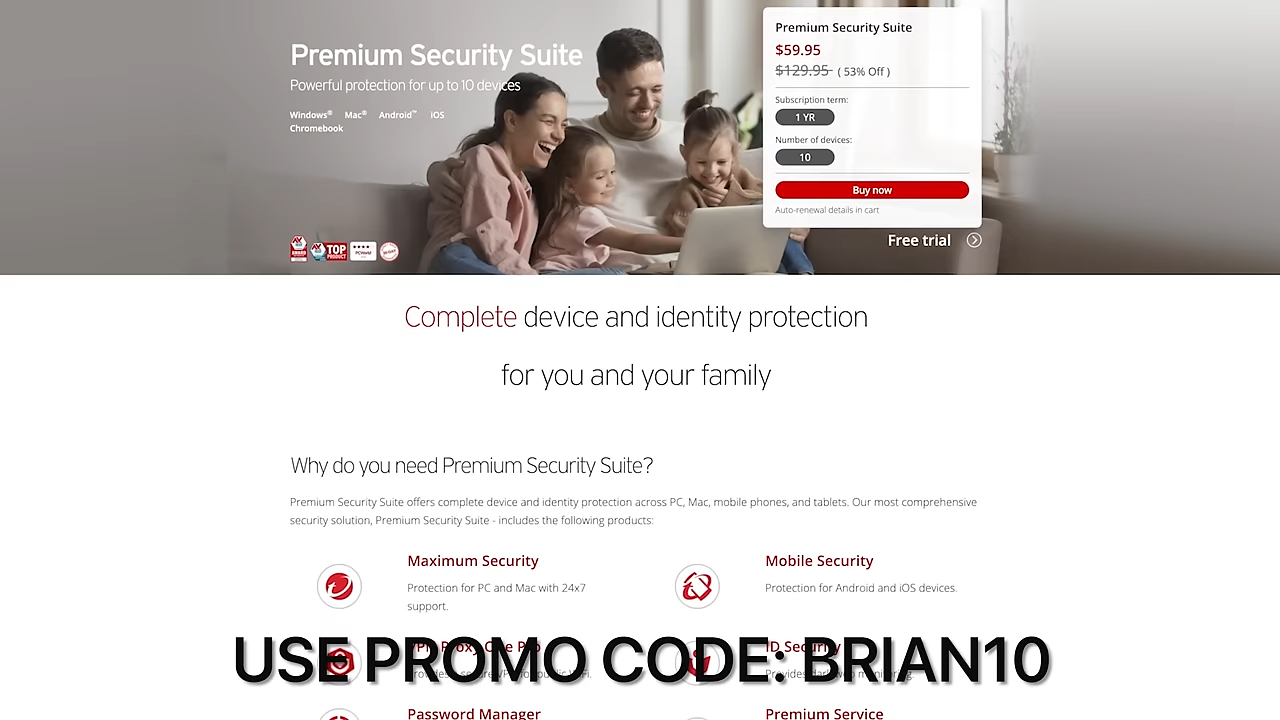 Premium Security Suite
Powerful protection for up to 10 devices
Windows® Mac® Android™ iOS
Chromebook
TOP
PRODUCT
PCWorld
Premium Security Suite
$59.95
$129.95 ( 53% Off )
Subscription term:
1 YR
Number of devices:
10
Buy now
Auto-renewal details in cart
Free trial
Complete device and identity protection
for you and your family
Why do you need Premium Security Suite?
Premium Security Suite offers complete device and identity protection across PC, Mac, mobile phones, and tablets. Our most comprehensive
security solution, Premium Security Suite - includes the following products:
Maximum Security
Protection for PC and Mac with 24x7
support.
Mobile Security
Protection for Android and iOS devices.
ID Security
USE PROMO CODE: BRIAN10
Password Manager
Premium Service